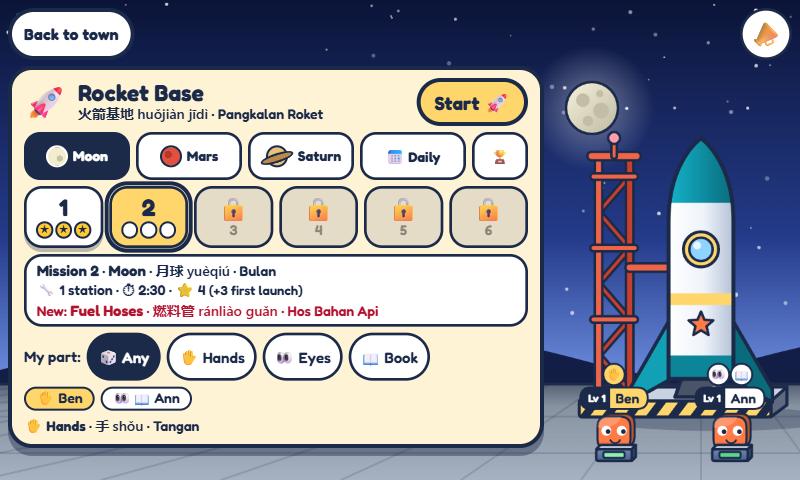 Back to town
Rocket Base
火箭基地 huǒjiàn jīdì · Pangkalan Roket
Start
Moon
Mars
Saturn
Daily
1
2
3
4
5
6
Mission 2 · Moon · 月球 yuèqiú · Bulan
1 station · 2:30 · 4 (+3 first launch)
New: Fuel Hoses · 燃料管 ránliào guǎn · Hos Bahan Api
My part: Any Hands Eyes Book
Ben Ann
Hands · 手 shǒu · Tangan
Lv 1 Ben
Lv 1 Ann